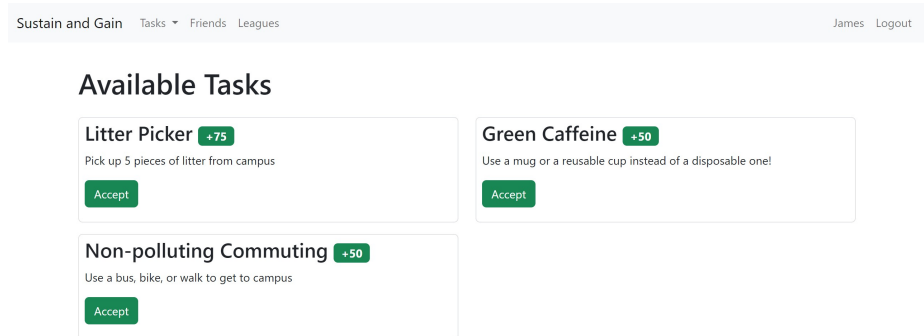 Sustain and Gain Tasks Friends Leagues James Logout
Available Tasks
Litter Picker +75
Pick up 5 pieces of litter from campus
Accept
Green Caffeine +50
Use a mug or a reusable cup instead of a disposable one!
Accept
Non-polluting Commuting +50
Use a bus, bike, or walk to get to campus
Accept